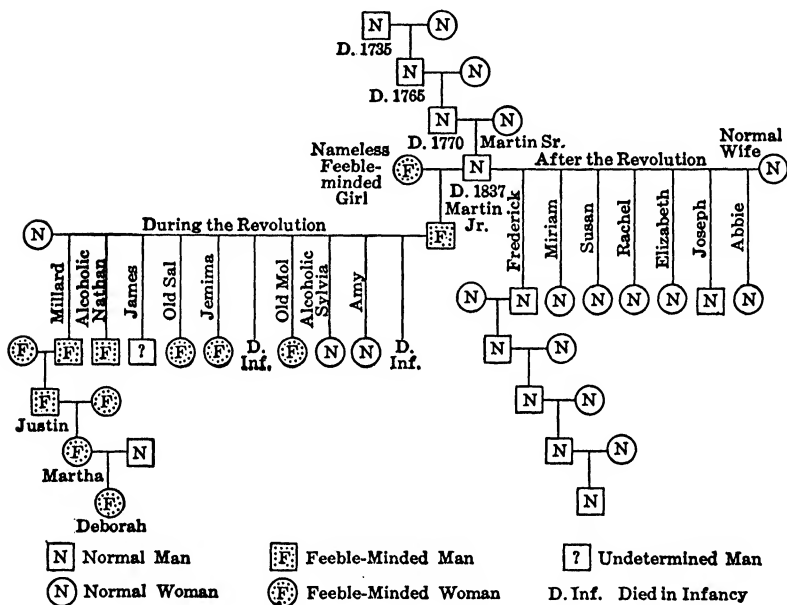 N N
D. 1735
N N
D. 1765
N N
D. 1770 Martin Sr.
Nameless
Feeble-
minded
Girl
F N After the Revolution N
Normal
Wife
D. 1837
Martin
Jr.
N During the Revolution F
Millard
Alcoholic
Nathan
James
Old Sal
Jemima
D.
Inf.
Old Mol
Alcoholic
Sylvia
Amy
D.
Inf.
Frederick
Miriam
Susan
Rachel
Elizabeth
Joseph
Abbie
F F F ? F F F N N
N N N N N N N N
N N
F F
Justin
N N
F N
Martha
N N
F
Deborah
N
N Normal Man
F Feeble-Minded Man
? Undetermined Man
N Normal Woman
F Feeble-Minded Woman
D. Inf. Died in Infancy